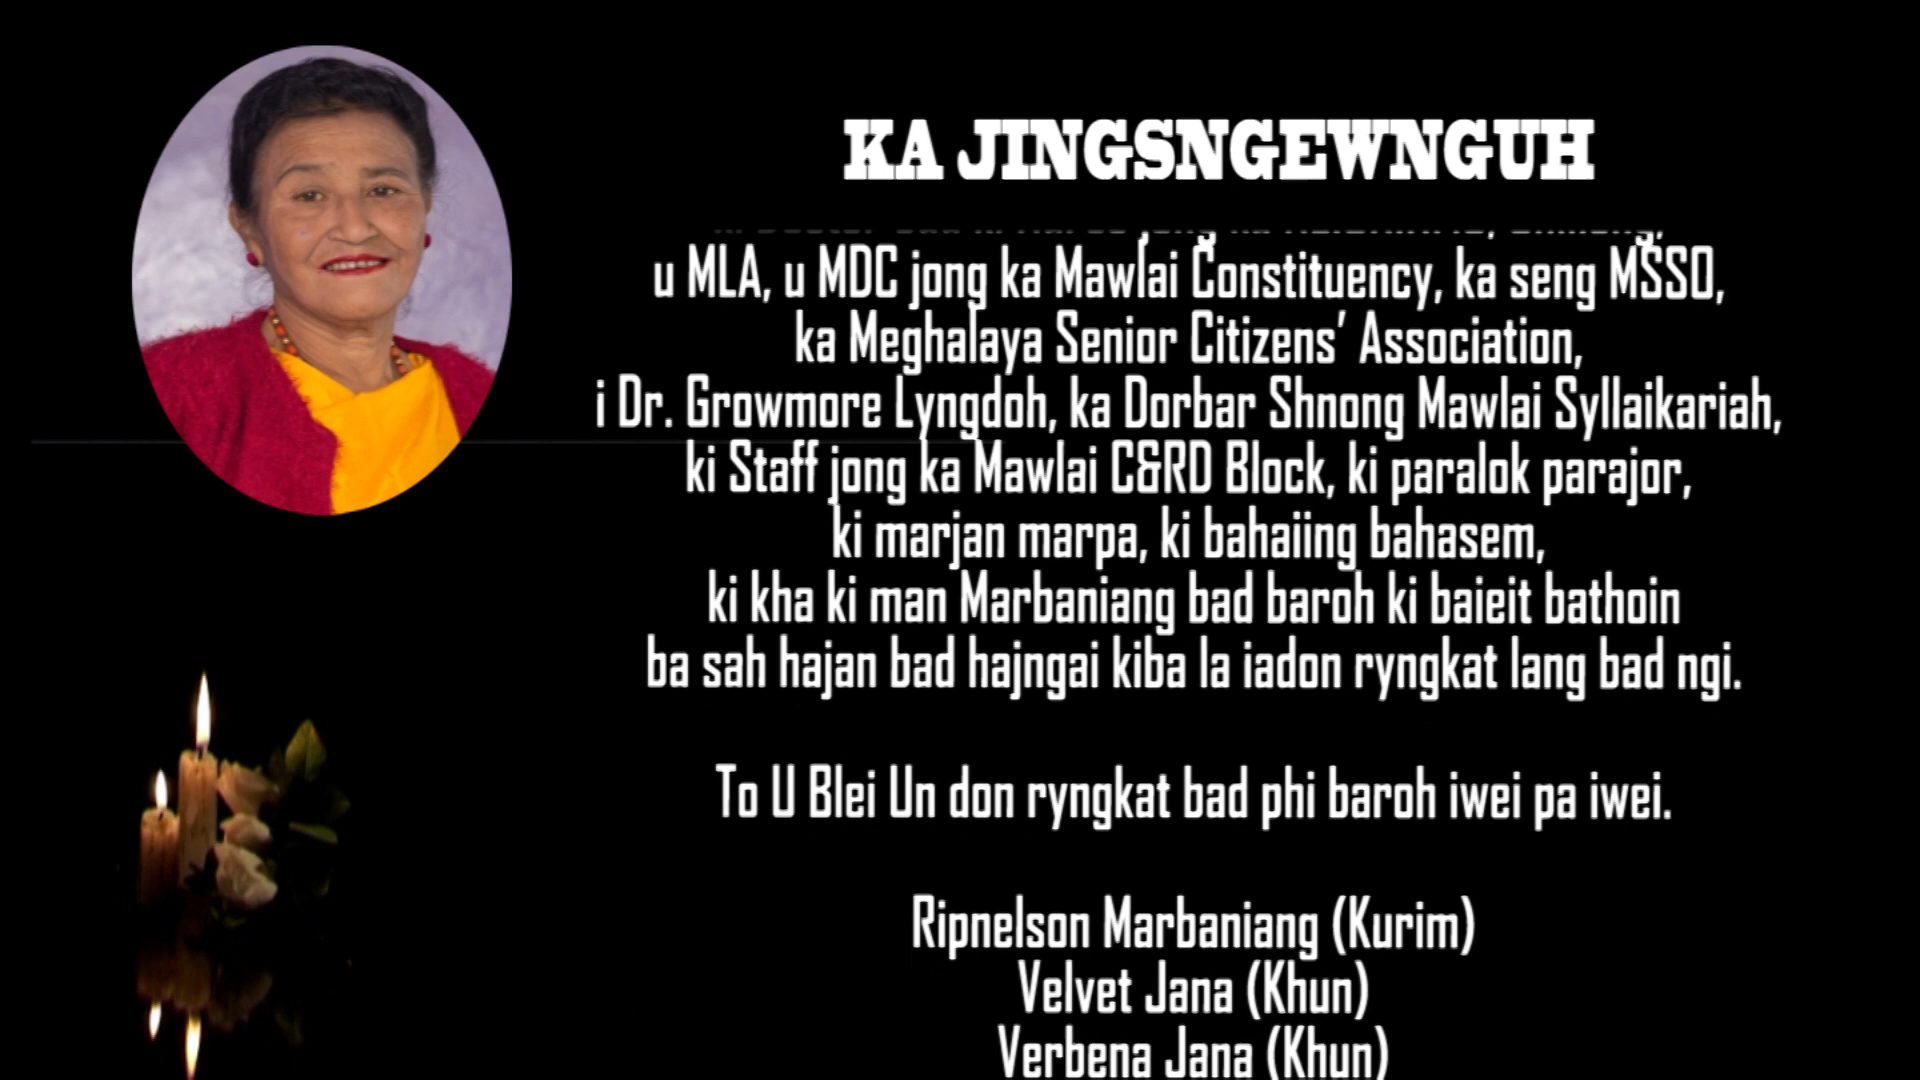 KA JINGSNGEWNGUH
u MLA, u MDC jong ka Mawlai Constituency, ka seng MSSO,
ka Meghalaya Senior Citizens’ Association,
i Dr. Growmore Lyngdoh, ka Dorbar Shnong Mawlai Syllaikariah,
ki Staff jong ka Mawlai C&RD Block, ki paralok parajor,
ki marjan marpa, ki bahaiing bahasem,
ki kha ki man Marbaniang bad baroh ki baieit bathoin
ba sah hajan bad hajngai kiba la iadon ryngkat lang bad ngi.
To U Blei Un don ryngkat bad phi baroh iwei pa iwei.
Ripnelson Marbaniang (Kurim)
Velvet Jana (Khun)
Verbena Jana (Khun)